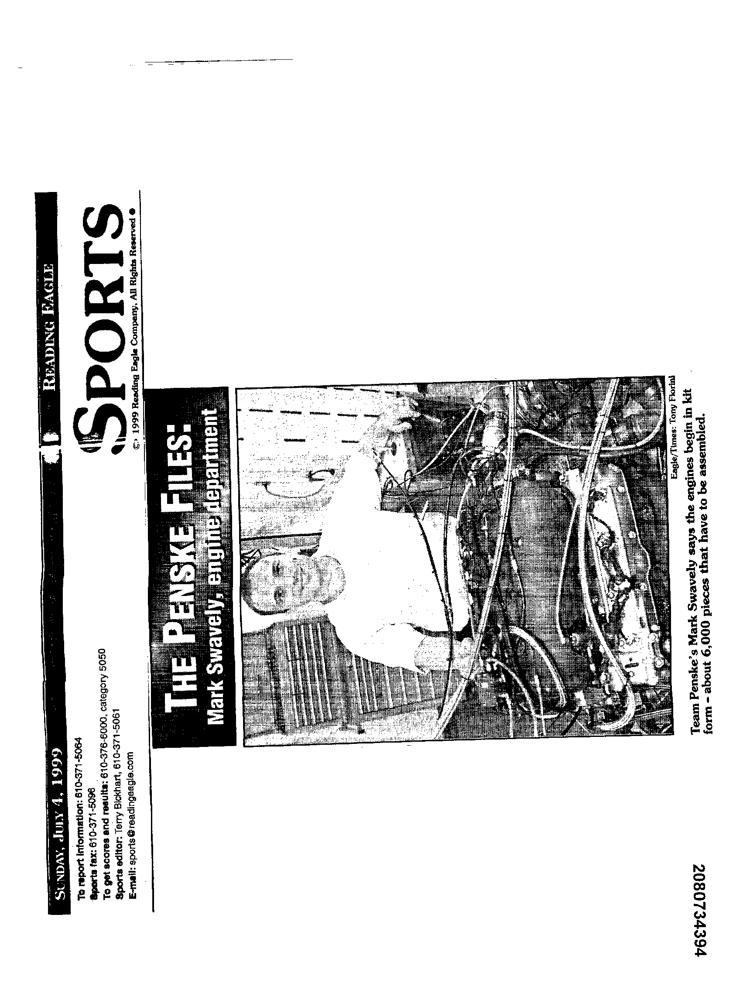 SUNDAY, JULY 4, 1999
READING EAGLE
To report information: 610-371-5064
Sports fax: 610-371-5096
To get scores and results: 610-376-6000, category 5050
Sports editor: Terry Bickhart, 610-371-5061
E-mail: sports@readingeagle.com
SPORTS
© 1999 Reading Eagle Company, All Rights Reserved ●
THE PENSKE FILES:
Mark Swavely, engine department
Eagle/Times: Tony Fiorini
Team Penske's Mark Swavely says the engines begin in kit
form – about 6,000 pieces that have to be assembled.
2080734394